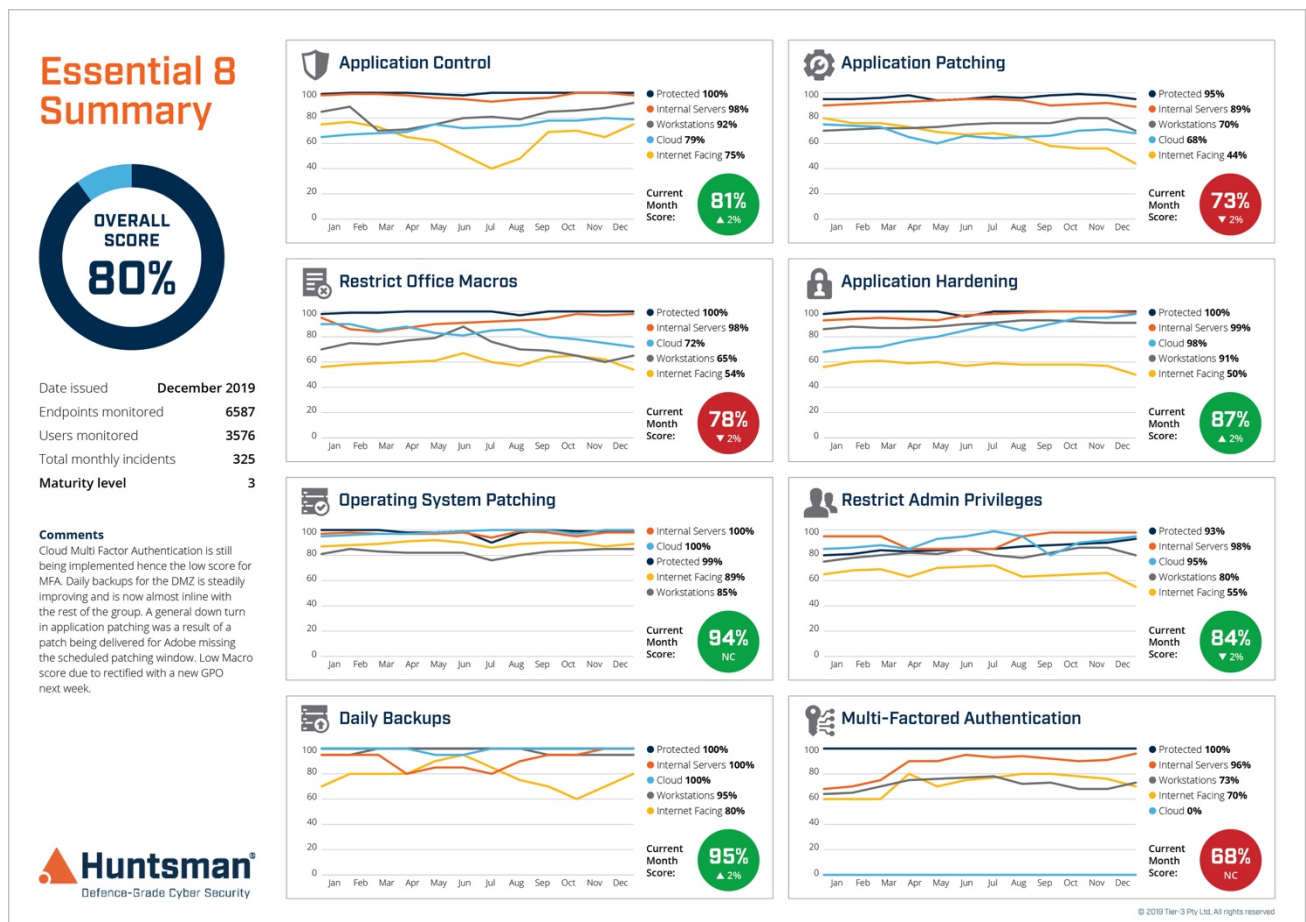 Essential 8
Summary
OVERALL
SCORE
80%
Date issued December 2019
Endpoints monitored 6587
Users monitored 3576
Total monthly incidents 325
Maturity level 3
Comments
Cloud Multi Factor Authentication is still
being implemented hence the low score for
MFA. Daily backups for the DMZ is steadily
improving and is now almost inline with
the rest of the group. A general down turn
in application patching was a result of a
patch being delivered for Adobe missing
the scheduled patching window. Low Macro
score due to rectified with a new GPO
next week.
Huntsman®
Defence-Grade Cyber Security
Application Control
100
80
60
40
20
0
Jan Feb Mar Apr May Jun Jul Aug Sep Oct Nov Dec
Protected 100%
Internal Servers 98%
Workstations 92%
Cloud 79%
Internet Facing 75%
Current
Month
Score:
81%
▲ 2%
Application Patching
100
80
60
40
20
0
Jan Feb Mar Apr May Jun Jul Aug Sep Oct Nov Dec
Protected 95%
Internal Servers 89%
Workstations 70%
Cloud 68%
Internet Facing 44%
Current
Month
Score:
73%
▼ 2%
Restrict Office Macros
100
80
60
40
20
0
Jan Feb Mar Apr May Jun Jul Aug Sep Oct Nov Dec
Protected 100%
Internal Servers 98%
Cloud 72%
Workstations 65%
Internet Facing 54%
Current
Month
Score:
78%
▼ 2%
Application Hardening
100
80
60
40
20
0
Jan Feb Mar Apr May Jun Jul Aug Sep Oct Nov Dec
Protected 100%
Internal Servers 99%
Cloud 98%
Workstations 91%
Internet Facing 50%
Current
Month
Score:
87%
▲ 2%
Operating System Patching
100
80
60
40
20
0
Jan Feb Mar Apr May Jun Jul Aug Sep Oct Nov Dec
Internal Servers 100%
Cloud 100%
Protected 99%
Internet Facing 89%
Workstations 85%
Current
Month
Score:
94%
NC
Restrict Admin Privileges
100
80
60
40
20
0
Jan Feb Mar Apr May Jun Jul Aug Sep Oct Nov Dec
Protected 93%
Internal Servers 98%
Cloud 95%
Workstations 80%
Internet Facing 55%
Current
Month
Score:
84%
▼ 2%
Daily Backups
100
80
60
40
20
0
Jan Feb Mar Apr May Jun Jul Aug Sep Oct Nov Dec
Protected 100%
Internal Servers 100%
Cloud 100%
Workstations 95%
Internet Facing 80%
Current
Month
Score:
95%
▲ 2%
Multi-Factored Authentication
100
80
60
40
20
0
Jan Feb Mar Apr May Jun Jul Aug Sep Oct Nov Dec
Protected 100%
Internal Servers 96%
Workstations 73%
Internet Facing 70%
Cloud 0%
Current
Month
Score:
68%
NC
© 2019 Tier-3 Pty Ltd, All rights reserved